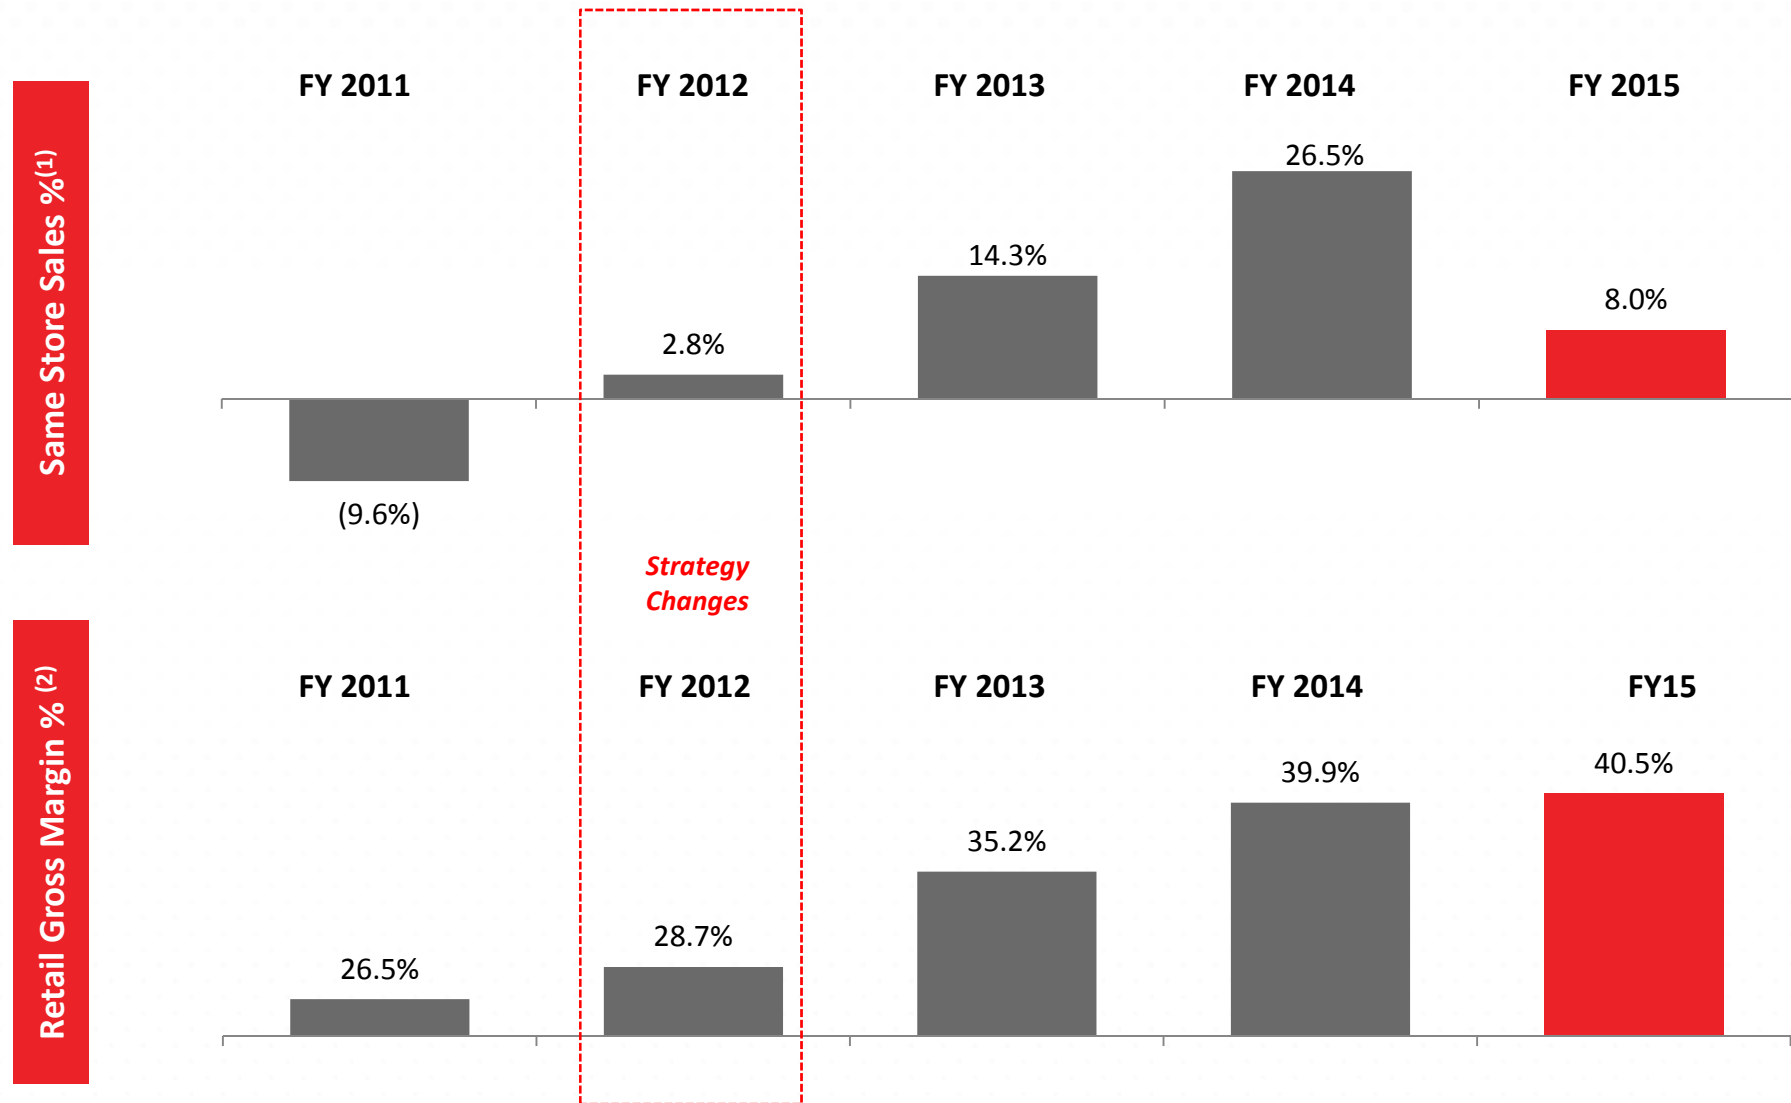 Same Store Sales %(1)
FY 2011
FY 2012
FY 2013
FY 2014
FY 2015
(9.6%)
2.8%
14.3%
26.5%
8.0%
Strategy
Changes
Retail Gross Margin % (2)
FY 2011
FY 2012
FY 2013
FY 2014
FY15
26.5%
28.7%
35.2%
39.9%
40.5%